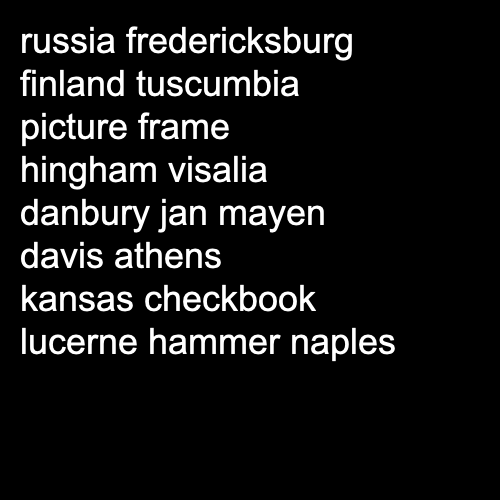 russia fredericksburg
finland tuscumbia
picture frame
hingham visalia
danbury jan mayen
davis athens
kansas checkbook
lucerne hammer naples